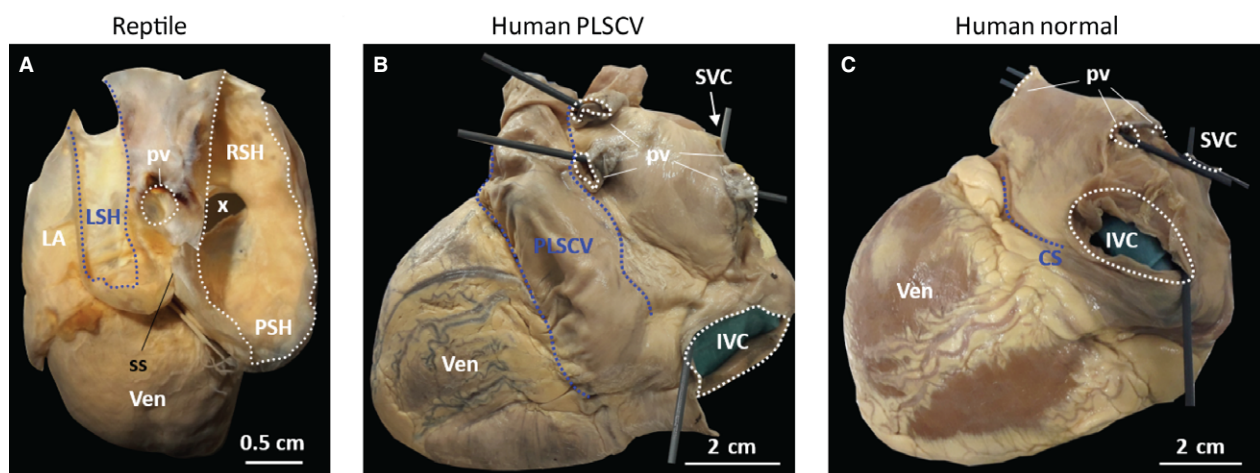 Reptile
Human PLSCV
Human normal
A
pv
RSH
x
LSH
LA
PSH
ss
Ven
0.5 cm
B
SVC
pv
PLSCV
IVC
Ven
2 cm
C
pv
SVC
IVC
CS
Ven
2 cm